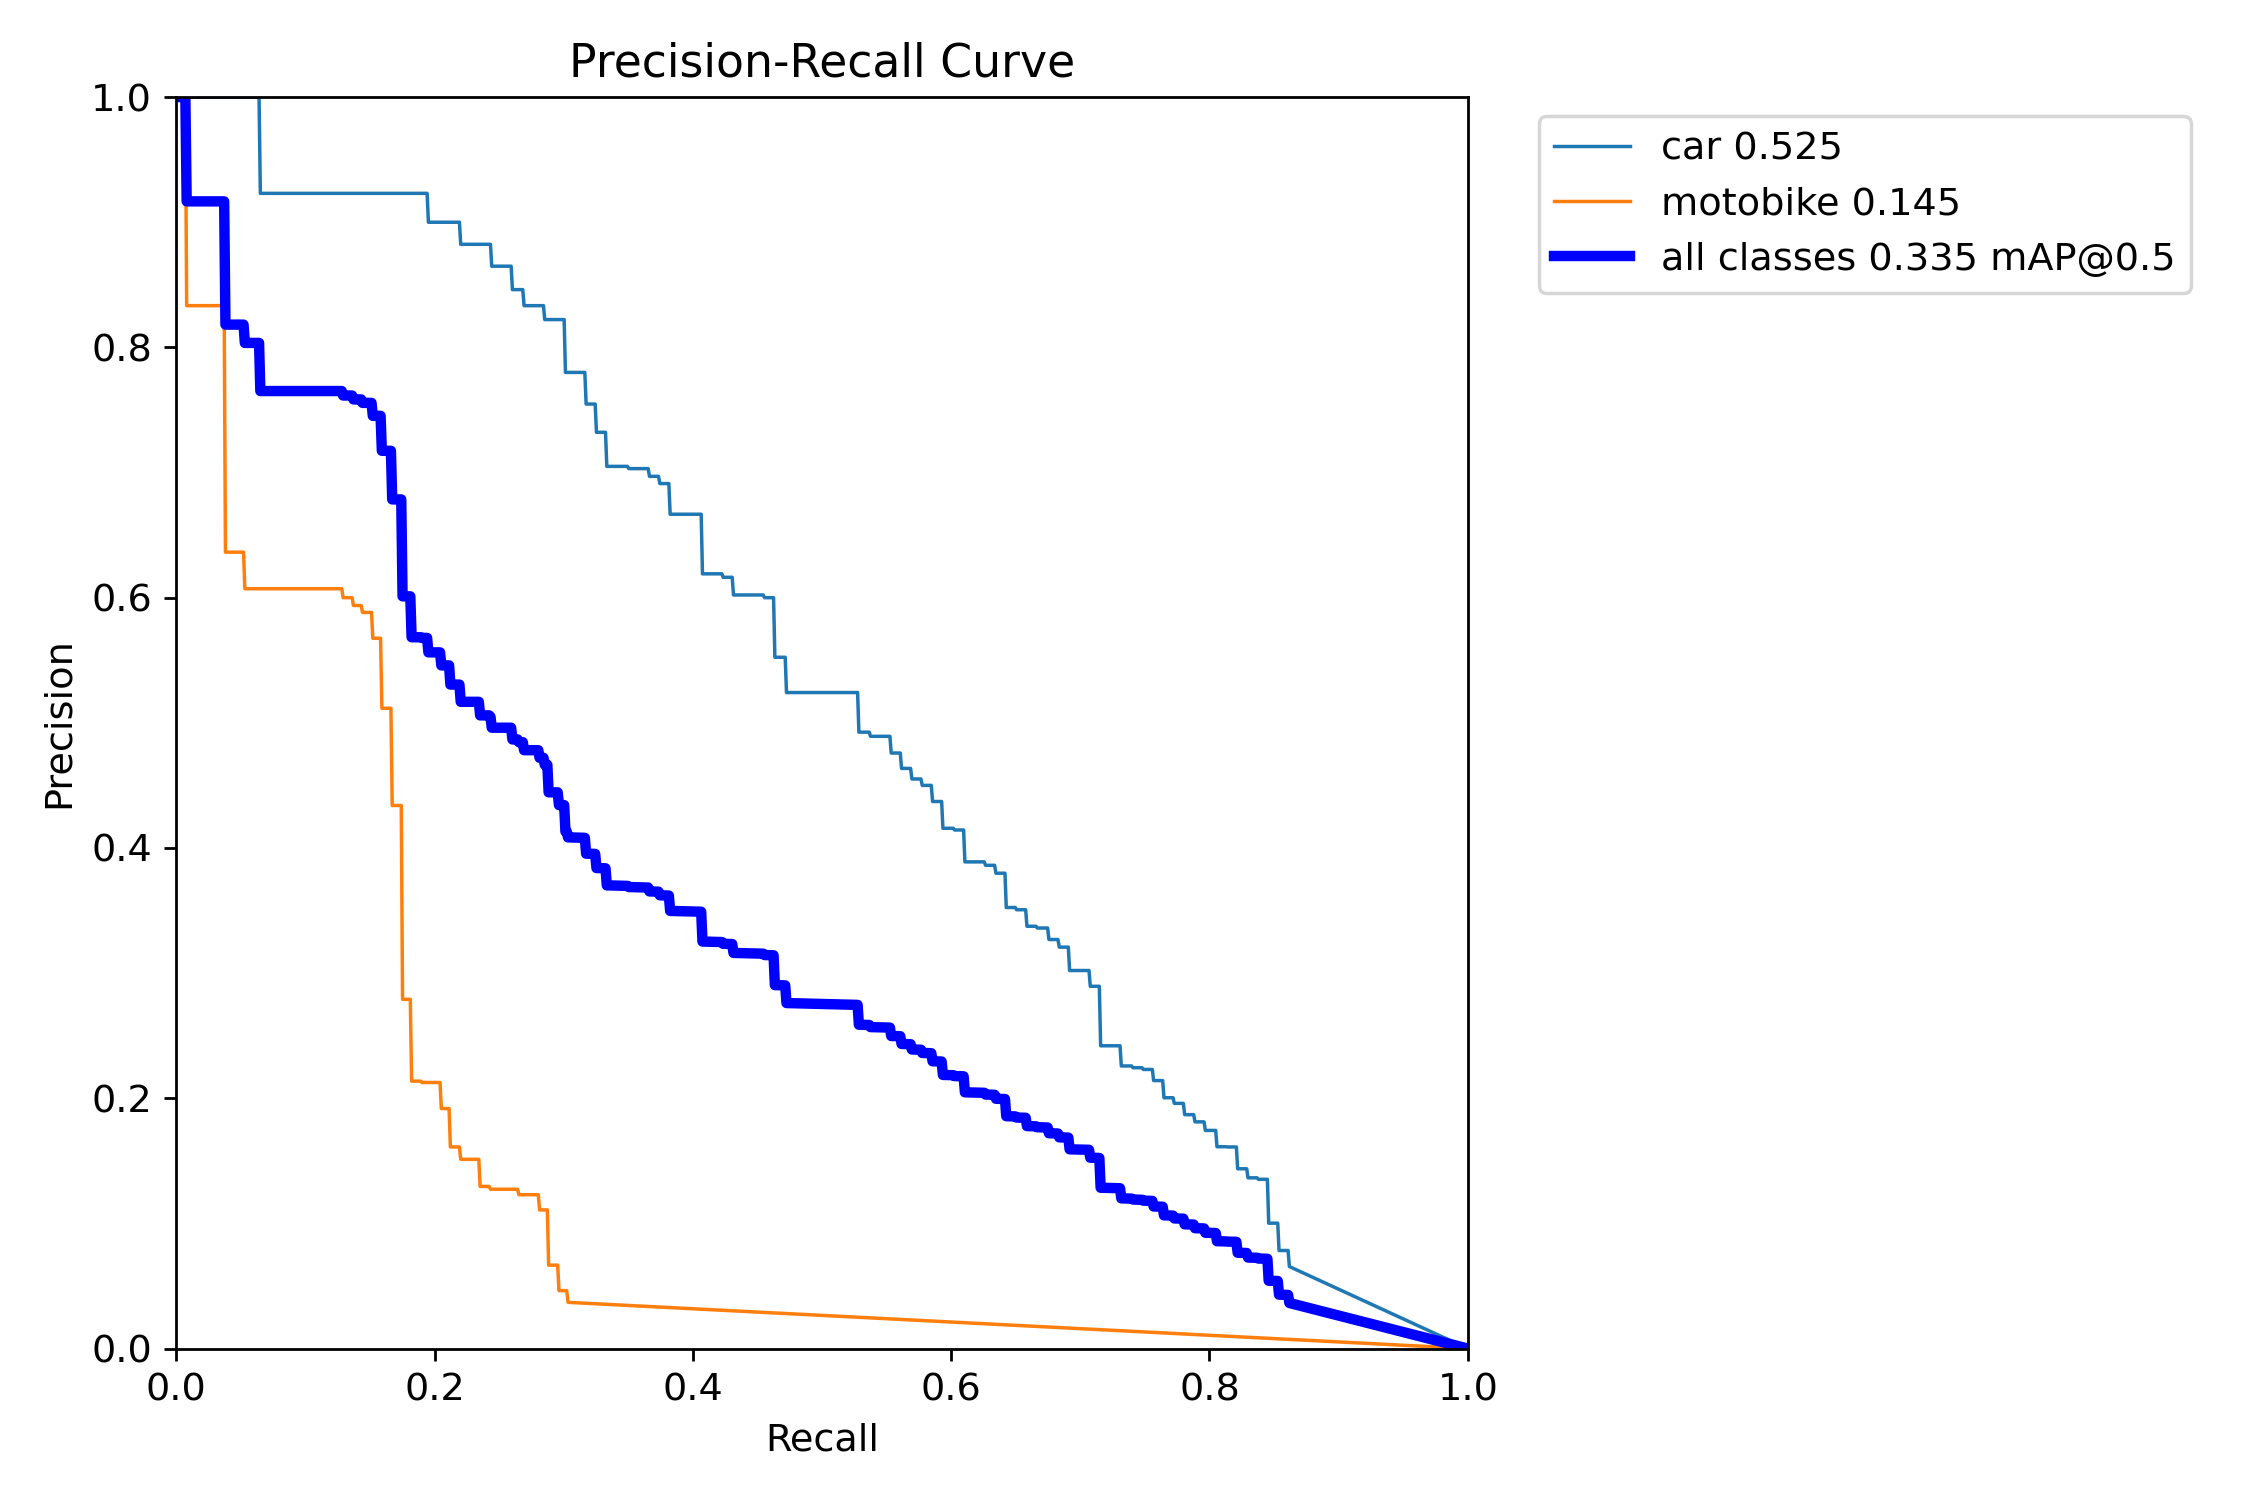 Precision-Recall Curve
1.0
0.8
0.6
0.4
0.2
0.0
Precision
0.0 0.2 0.4 0.6 0.8 1.0
Recall
car 0.525
motobike 0.145
all classes 0.335 mAP@0.5